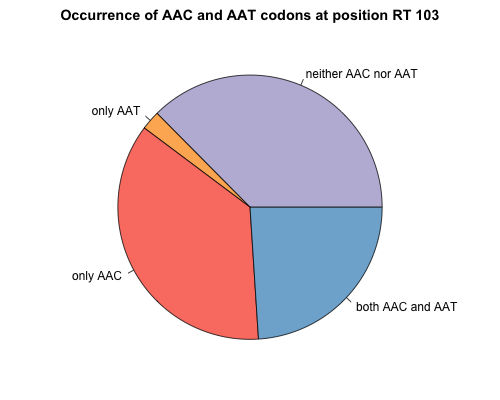 Occurrence of AAC and AAT codons at position RT 103
neither AAC nor AAT
only AAT
only AAC
both AAC and AAT